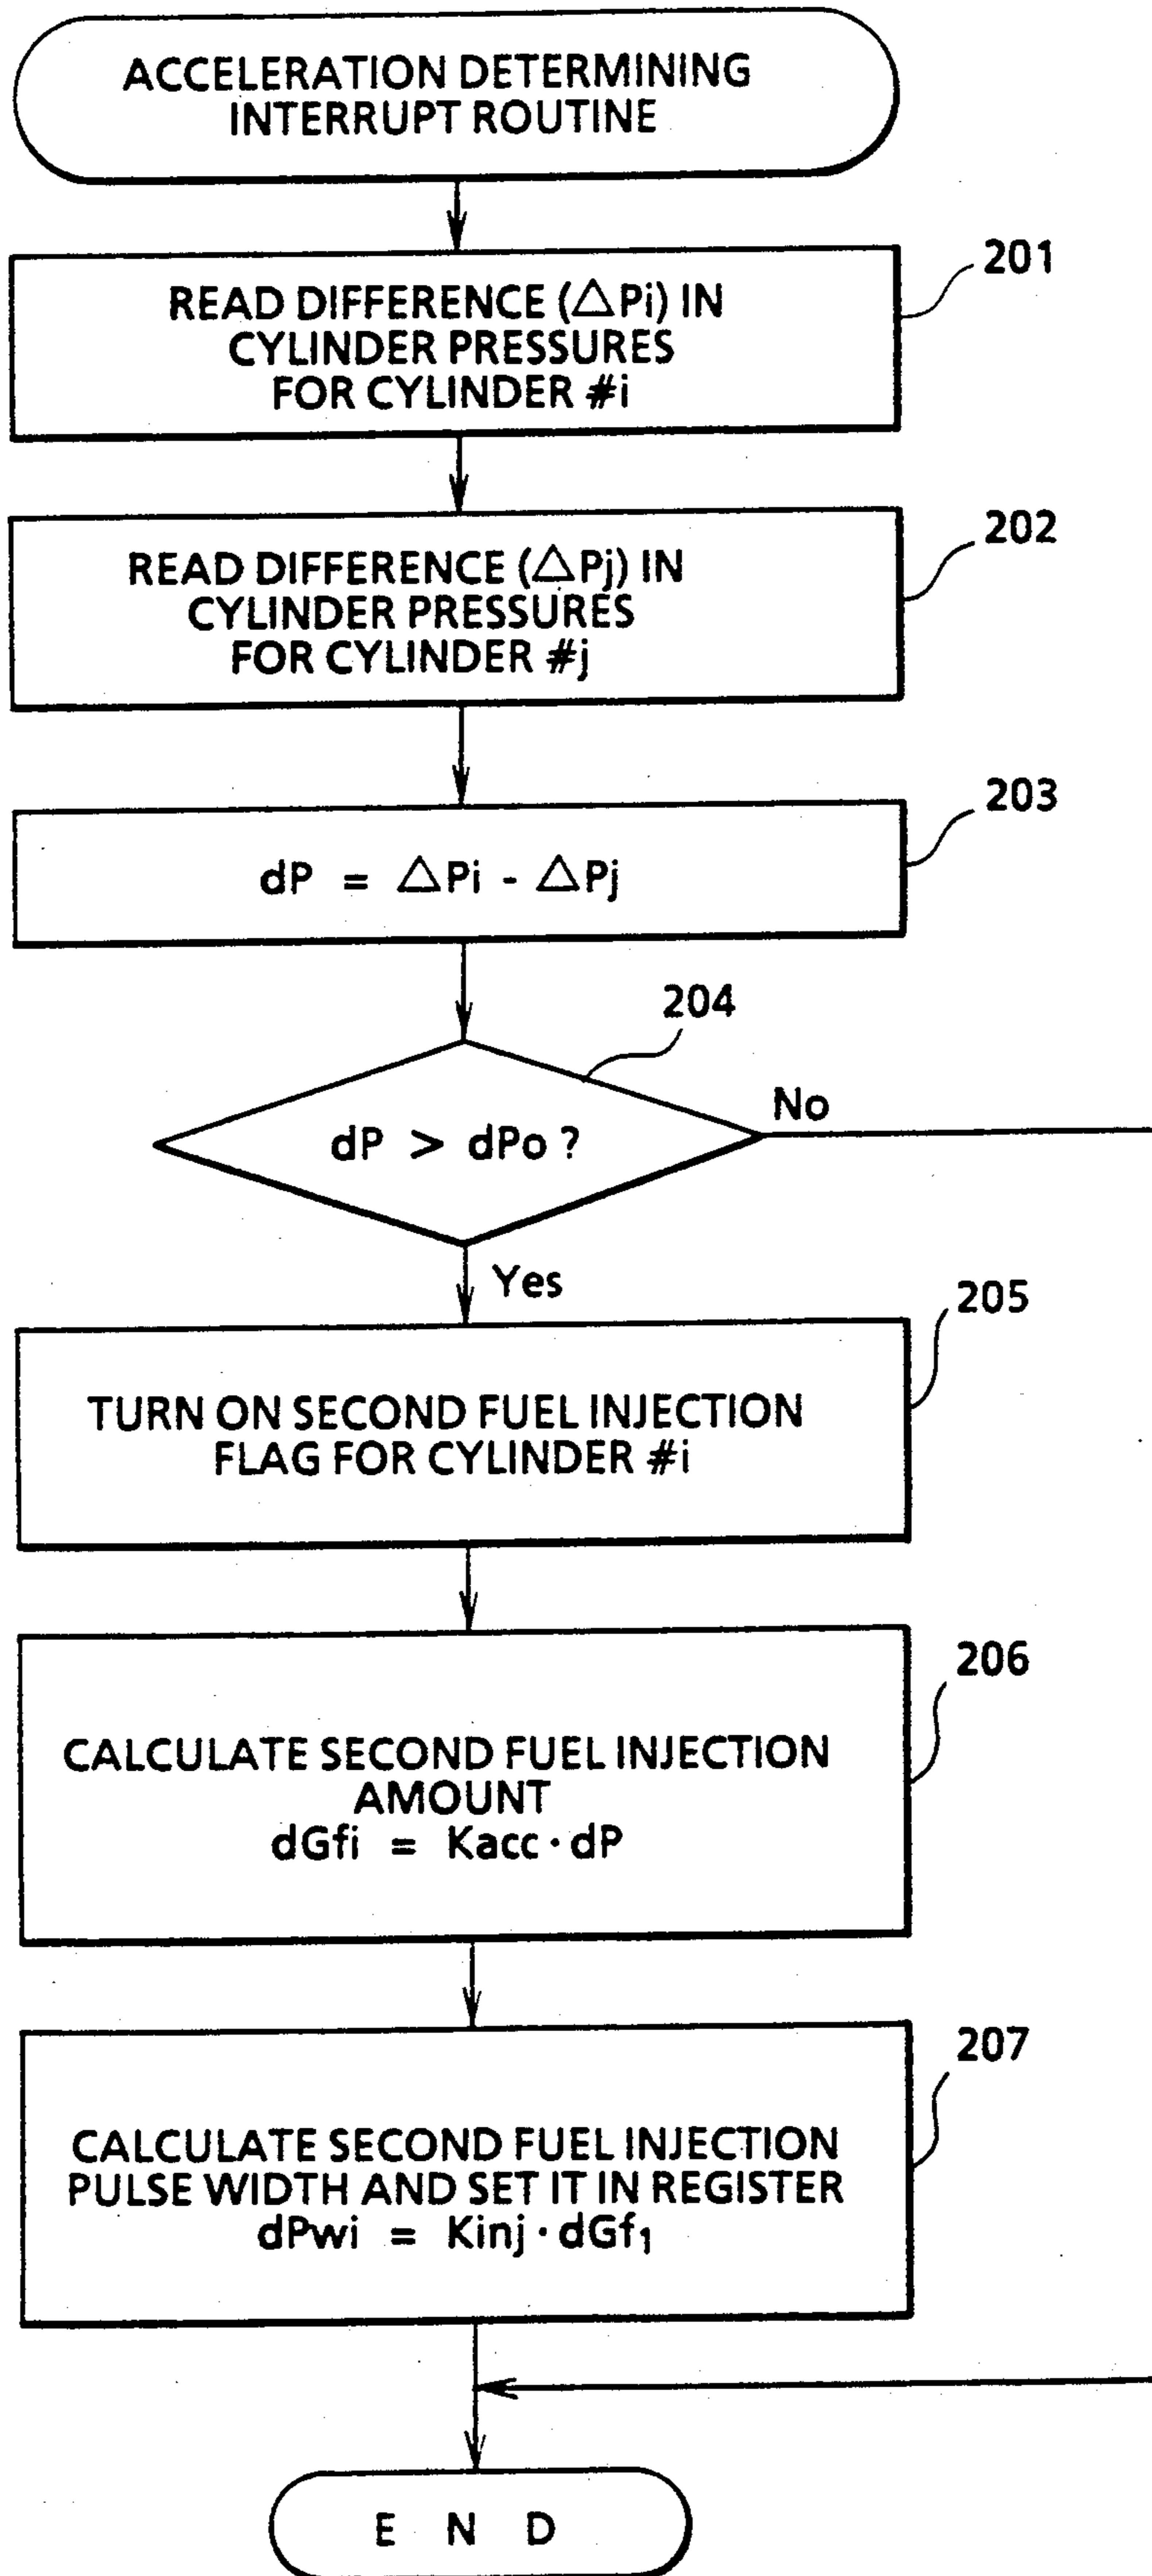 ACCELERATION DETERMINING
INTERRUPT ROUTINE
201
READ DIFFERENCE (△Pi) IN
CYLINDER PRESSURES
FOR CYLINDER #i
202
READ DIFFERENCE (△Pj) IN
CYLINDER PRESSURES
FOR CYLINDER #j
203
dP = △Pi - △Pj
204
dP > dPo ?
No
Yes
205
TURN ON SECOND FUEL INJECTION
FLAG FOR CYLINDER #i
206
CALCULATE SECOND FUEL INJECTION
AMOUNT
dGfi = Kacc · dP
207
CALCULATE SECOND FUEL INJECTION
PULSE WIDTH AND SET IT IN REGISTER
dPwi = Kinj · dGf₁
E N D